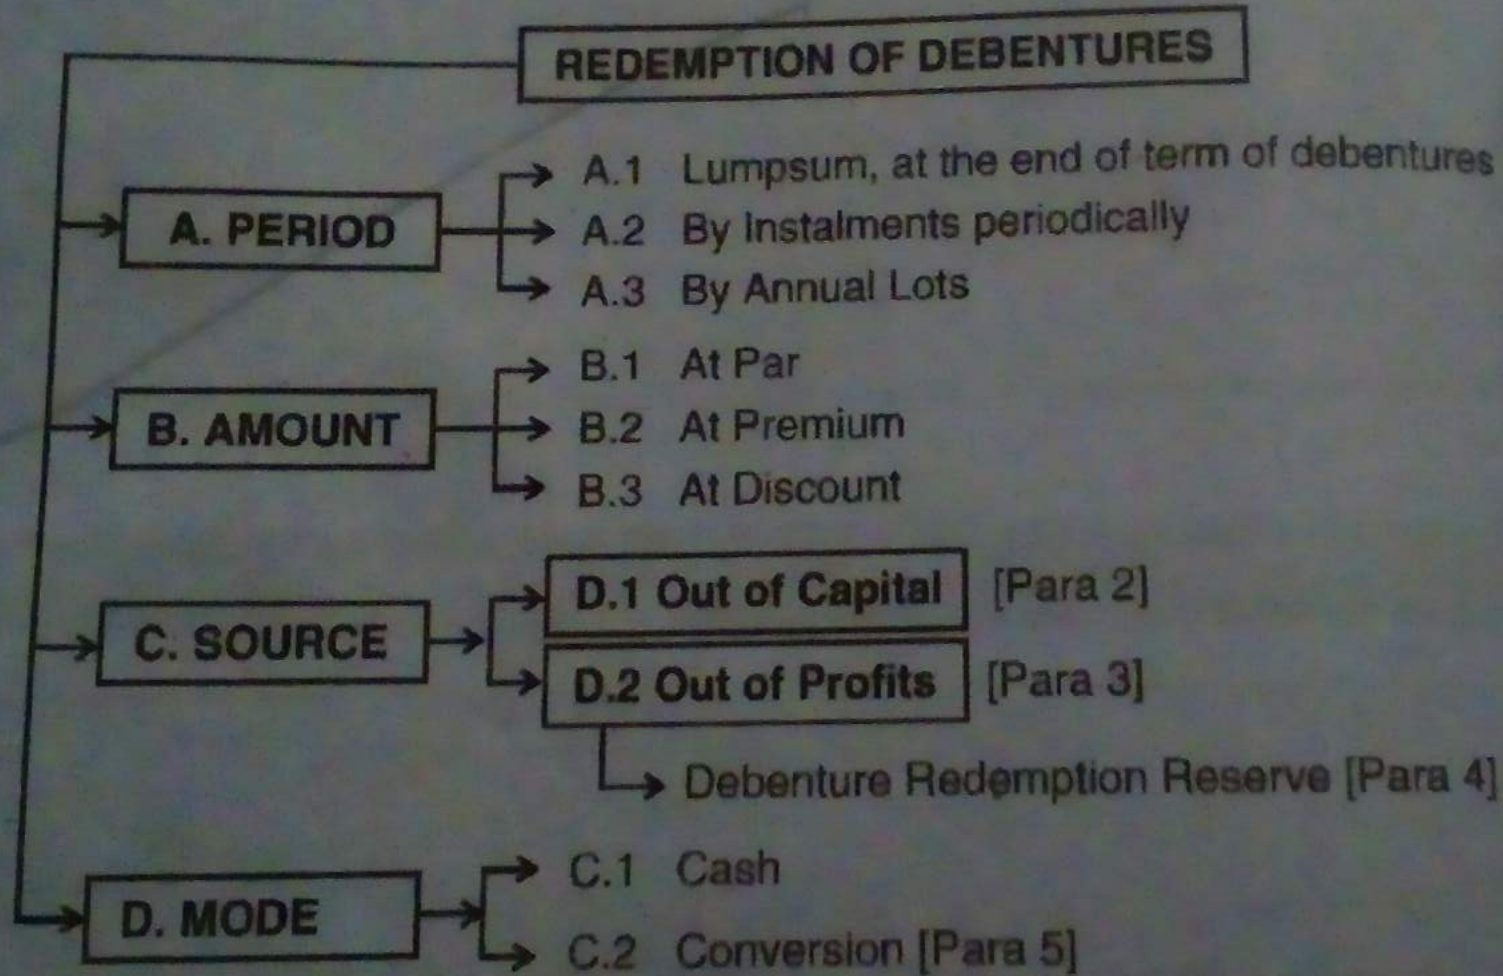 REDEMPTION OF DEBENTURES
A. PERIOD
A.1 Lumpsum, at the end of term of debentures
A.2 By Instalments periodically
A.3 By Annual Lots
B. AMOUNT
B.1 At Par
B.2 At Premium
B.3 At Discount
C. SOURCE
D.1 Out of Capital [Para 2]
D.2 Out of Profits [Para 3]
Debenture Redemption Reserve [Para 4]
D. MODE
C.1 Cash
C.2 Conversion [Para 5]